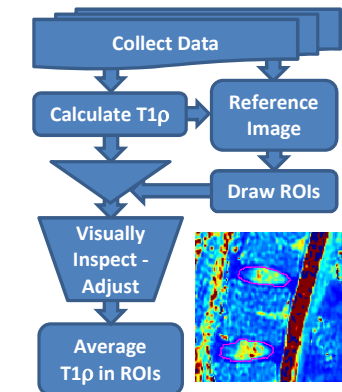 Collect Data
Calculate T1ρ
Reference
Image
Draw ROIs
Visually
Inspect -
Adjust
Average
T1ρ in ROIs